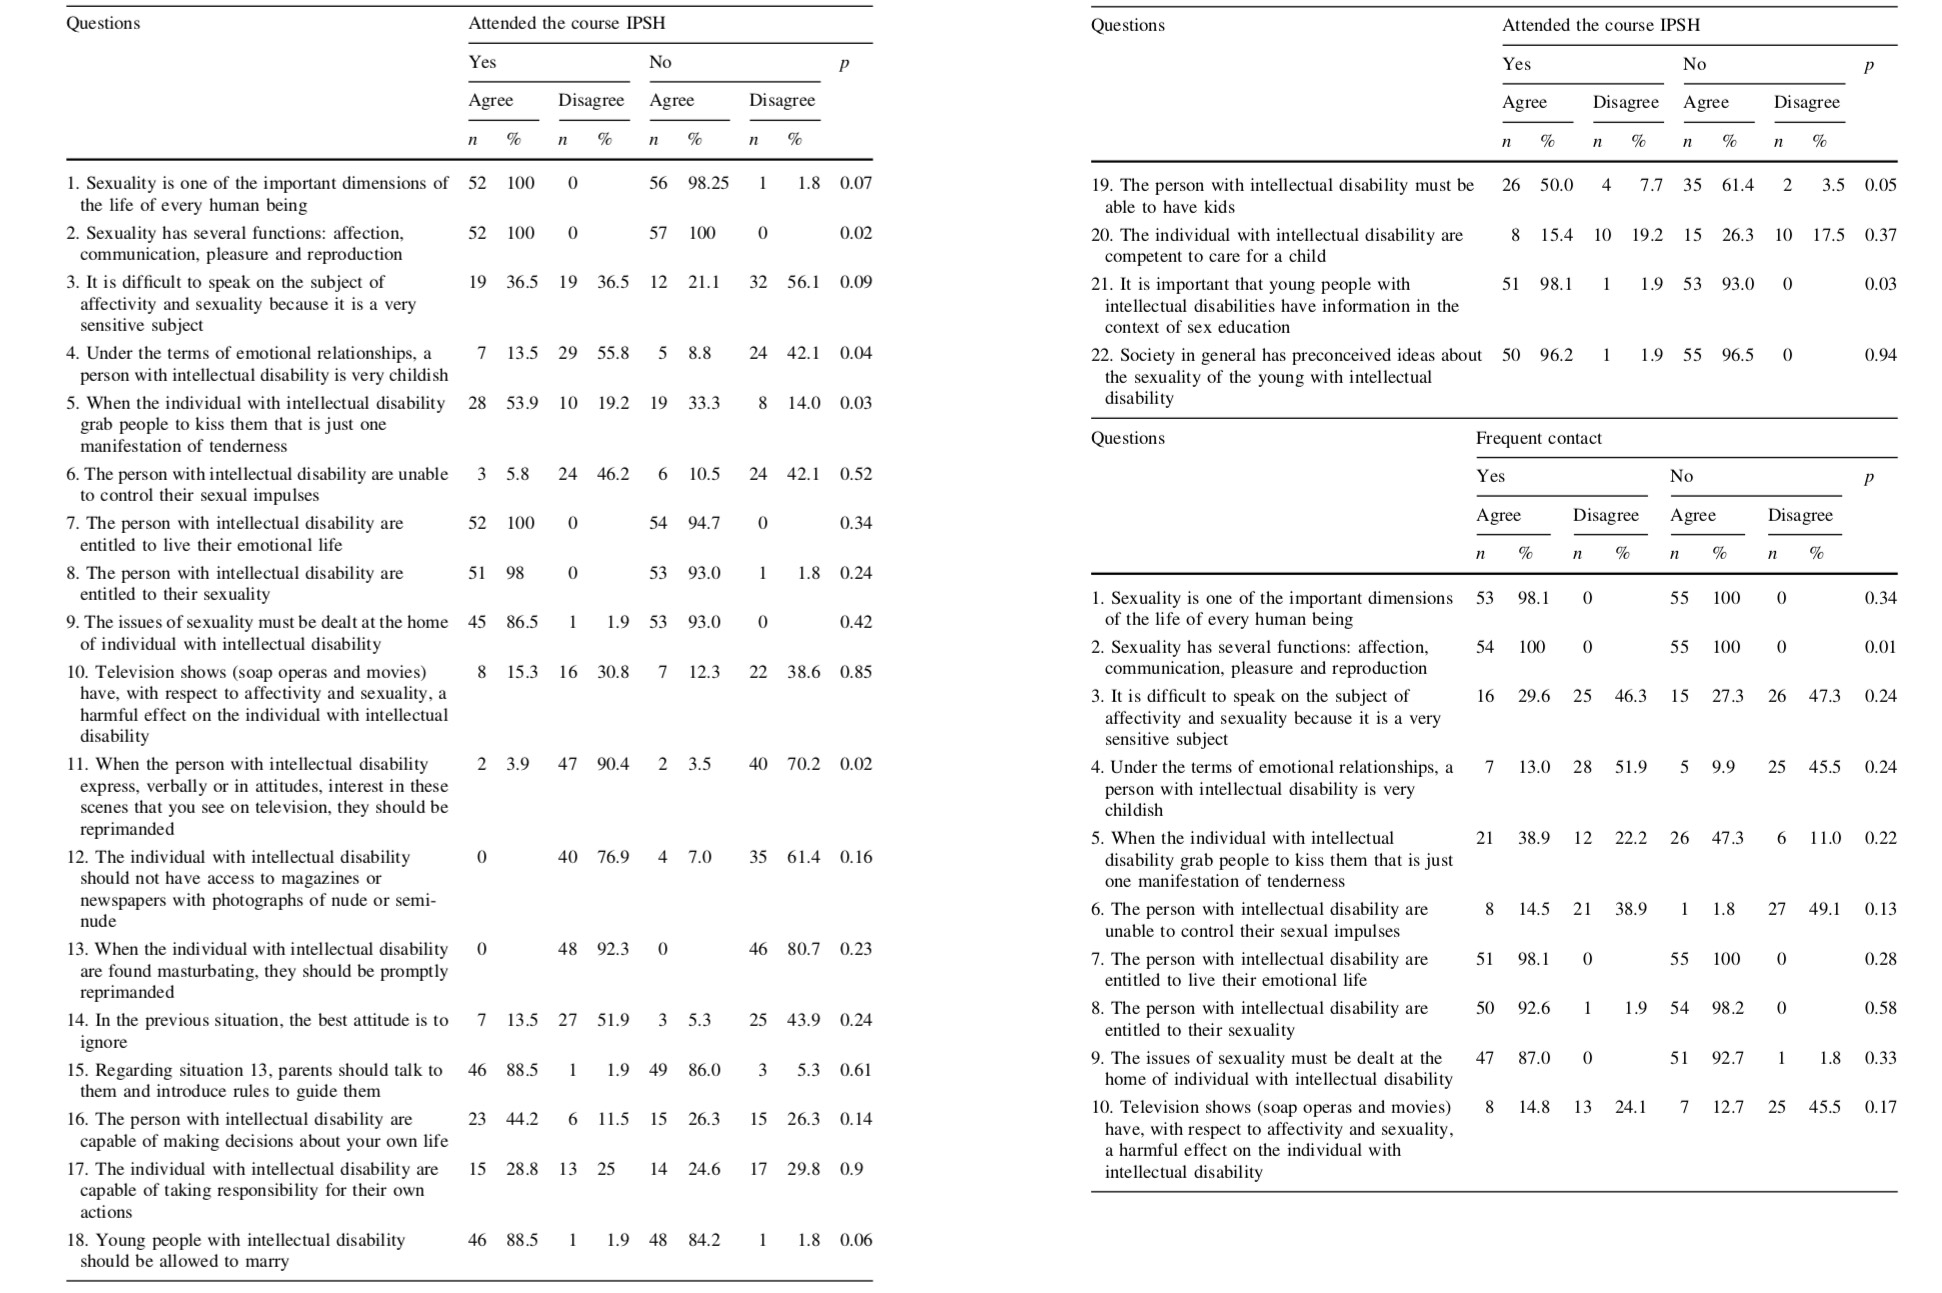 Questions Attended the course IPSH
Yes No p
Agree Disagree Agree Disagree
n % n % n % n %
1. Sexuality is one of the important dimensions of 52 100 0 56 98.25 1 1.8 0.07
the life of every human being
2. Sexuality has several functions: affection, 52 100 0 57 100 0 0.02
communication, pleasure and reproduction
3. It is difficult to speak on the subject of 19 36.5 19 36.5 12 21.1 32 56.1 0.09
affectivity and sexuality because it is a very
sensitive subject
4. Under the terms of emotional relationships, a 7 13.5 29 55.8 5 8.8 24 42.1 0.04
person with intellectual disability is very childish
5. When the individual with intellectual disability 28 53.9 10 19.2 19 33.3 8 14.0 0.03
grab people to kiss them that is just one
manifestation of tenderness
6. The person with intellectual disability are unable 3 5.8 24 46.2 6 10.5 24 42.1 0.52
to control their sexual impulses
7. The person with intellectual disability are 52 100 0 54 94.7 0 0.34
entitled to live their emotional life
8. The person with intellectual disability are 51 98 0 53 93.0 1 1.8 0.24
entitled to their sexuality
9. The issues of sexuality must be dealt at the home 45 86.5 1 1.9 53 93.0 0 0.42
of individual with intellectual disability
10. Television shows (soap operas and movies) 8 15.3 16 30.8 7 12.3 22 38.6 0.85
have, with respect to affectivity and sexuality, a
harmful effect on the individual with intellectual
disability
11. When the person with intellectual disability 2 3.9 47 90.4 2 3.5 40 70.2 0.02
express, verbally or in attitudes, interest in these
scenes that you see on television, they should be
reprimanded
12. The individual with intellectual disability 0 40 76.9 4 7.0 35 61.4 0.16
should not have access to magazines or
newspapers with photographs of nude or semi-
nude
13. When the individual with intellectual disability 0 48 92.3 0 46 80.7 0.23
are found masturbating, they should be promptly
reprimanded
14. In the previous situation, the best attitude is to 7 13.5 27 51.9 3 5.3 25 43.9 0.24
ignore
15. Regarding situation 13, parents should talk to 46 88.5 1 1.9 49 86.0 3 5.3 0.61
them and introduce rules to guide them
16. The person with intellectual disability are 23 44.2 6 11.5 15 26.3 15 26.3 0.14
capable of making decisions about your own life
17. The individual with intellectual disability are 15 28.8 13 25 14 24.6 17 29.8 0.9
capable of taking responsibility for their own
actions
18. Young people with intellectual disability 46 88.5 1 1.9 48 84.2 1 1.8 0.06
should be allowed to marry
Questions Attended the course IPSH
Yes No p
Agree Disagree Agree Disagree
n % n % n % n %
19. The person with intellectual disability must be 26 50.0 4 7.7 35 61.4 2 3.5 0.05
able to have kids
20. The individual with intellectual disability are 8 15.4 10 19.2 15 26.3 10 17.5 0.37
competent to care for a child
21. It is important that young people with 51 98.1 1 1.9 53 93.0 0 0.03
intellectual disabilities have information in the
context of sex education
22. Society in general has preconceived ideas about 50 96.2 1 1.9 55 96.5 0 0.94
the sexuality of the young with intellectual
disability
Questions Frequent contact
Yes No p
Agree Disagree Agree Disagree
n % n % n % n %
1. Sexuality is one of the important dimensions 53 98.1 0 55 100 0 0.34
of the life of every human being
2. Sexuality has several functions: affection, 54 100 0 55 100 0 0.01
communication, pleasure and reproduction
3. It is difficult to speak on the subject of 16 29.6 25 46.3 15 27.3 26 47.3 0.24
affectivity and sexuality because it is a very
sensitive subject
4. Under the terms of emotional relationships, a 7 13.0 28 51.9 5 9.9 25 45.5 0.24
person with intellectual disability is very
childish
5. When the individual with intellectual 21 38.9 12 22.2 26 47.3 6 11.0 0.22
disability grab people to kiss them that is just
one manifestation of tenderness
6. The person with intellectual disability are 8 14.5 21 38.9 1 1.8 27 49.1 0.13
unable to control their sexual impulses
7. The person with intellectual disability are 51 98.1 0 55 100 0 0.28
entitled to live their emotional life
8. The person with intellectual disability are 50 92.6 1 1.9 54 98.2 0 0.58
entitled to their sexuality
9. The issues of sexuality must be dealt at the 47 87.0 0 51 92.7 1 1.8 0.33
home of individual with intellectual disability
10. Television shows (soap operas and movies) 8 14.8 13 24.1 7 12.7 25 45.5 0.17
have, with respect to affectivity and sexuality,
a harmful effect on the individual with
intellectual disability